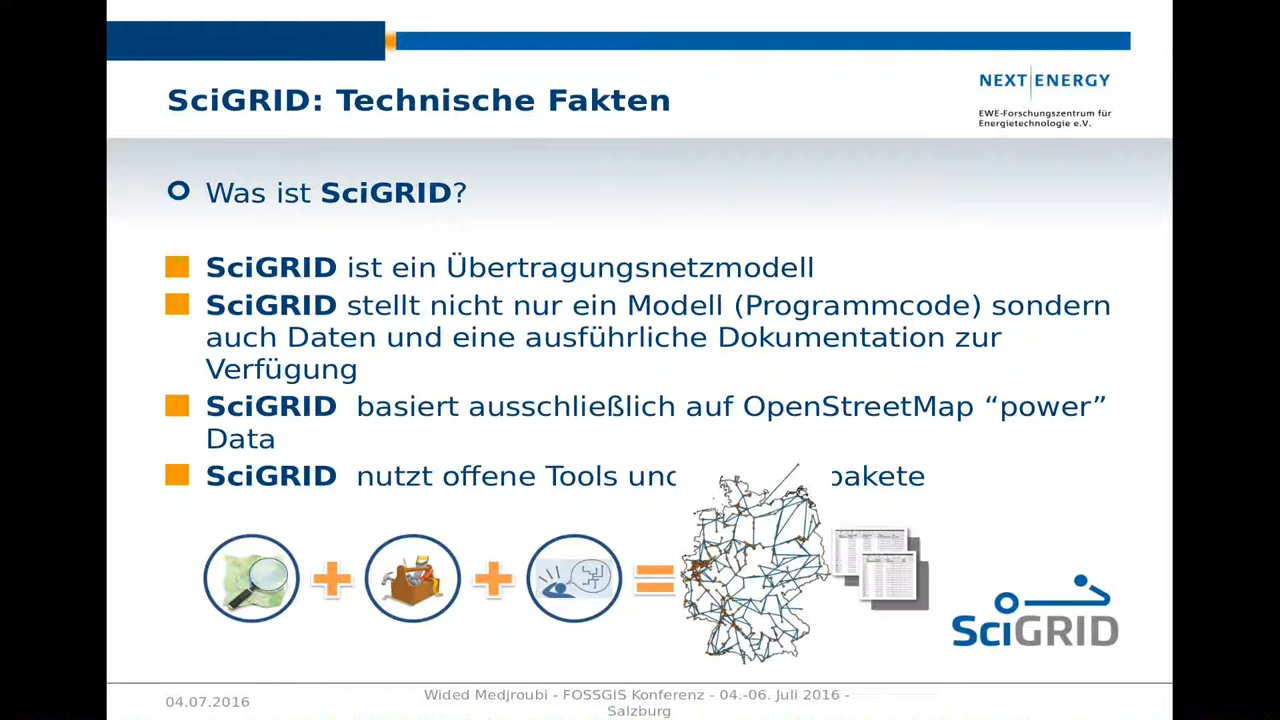 SciGRID: Technische Fakten
NEXT ENERGY
EWE-Forschungszentrum für
Energietechnologie e.V.
Was ist SciGRID?
SciGRID ist ein Übertragungsnetzmodell
SciGRID stellt nicht nur ein Modell (Programmcode) sondern
auch Daten und eine ausführliche Dokumentation zur
Verfügung
SciGRID basiert ausschließlich auf OpenStreetMap “power”
Data
SciGRID nutzt offene Tools und pakete
SciGRID
04.07.2016
Wided Medjroubi - FOSSGIS Konferenz - 04.-06. Juli 2016 -
Salzburg